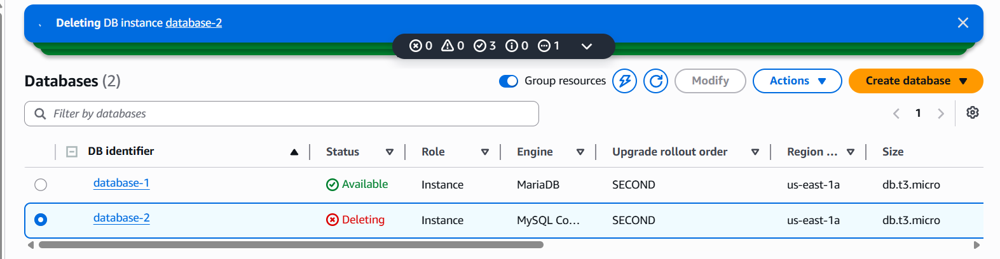 Deleting DB instance database-2
0 0 3 0 1
Databases (2)
Group resources
Modify
Actions
Create database
Filter by databases
1
DB identifier Status Role Engine Upgrade rollout order Region ... Size
database-1 Available Instance MariaDB SECOND us-east-1a db.t3.micro
database-2 Deleting Instance MySQL Co... SECOND us-east-1a db.t3.micro